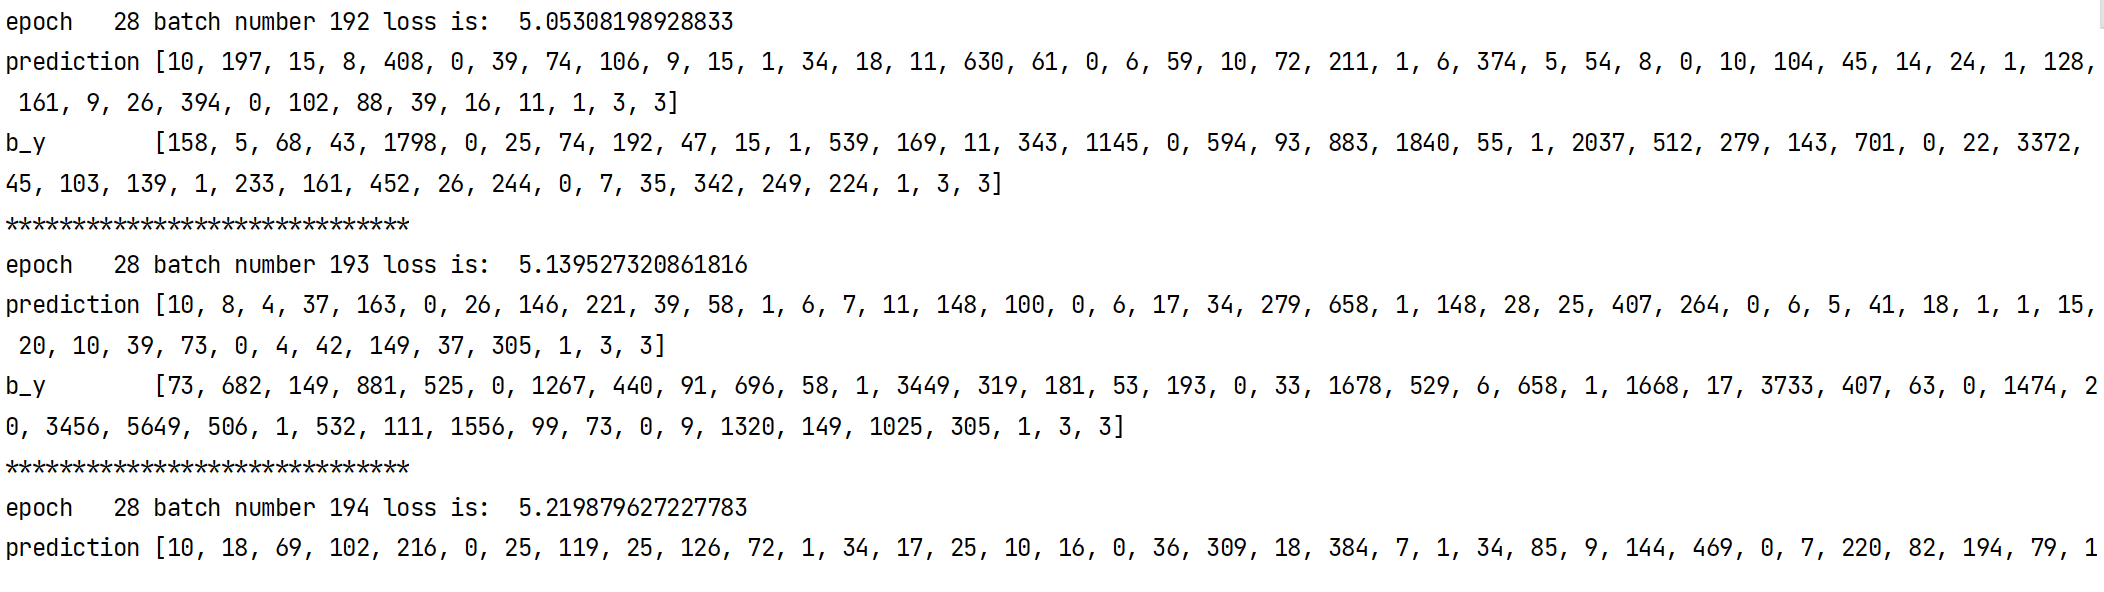 epoch   28 batch number 192 loss is:  5.05308198928833
prediction [10, 197, 15, 8, 408, 0, 39, 74, 106, 9, 15, 1, 34, 18, 11, 630, 61, 0, 6, 59, 10, 72, 211, 1, 6, 374, 5, 54, 8, 0, 10, 104, 45, 14, 24, 1, 128,
 161, 9, 26, 394, 0, 102, 88, 39, 16, 11, 1, 3, 3]
b_y        [158, 5, 68, 43, 1798, 0, 25, 74, 192, 47, 15, 1, 539, 169, 11, 343, 1145, 0, 594, 93, 883, 1840, 55, 1, 2037, 512, 279, 143, 701, 0, 22, 3372,
45, 103, 139, 1, 233, 161, 452, 26, 244, 0, 7, 35, 342, 249, 224, 1, 3, 3]
******************************
epoch   28 batch number 193 loss is:  5.139527320861816
prediction [10, 8, 4, 37, 163, 0, 26, 146, 221, 39, 58, 1, 6, 7, 11, 148, 100, 0, 6, 17, 34, 279, 658, 1, 148, 28, 25, 407, 264, 0, 6, 5, 41, 18, 1, 1, 15,
 20, 10, 39, 73, 0, 4, 42, 149, 37, 305, 1, 3, 3]
b_y        [73, 682, 149, 881, 525, 0, 1267, 440, 91, 696, 58, 1, 3449, 319, 181, 53, 193, 0, 33, 1678, 529, 6, 658, 1, 1668, 17, 3733, 407, 63, 0, 1474, 2
0, 3456, 5649, 506, 1, 532, 111, 1556, 99, 73, 0, 9, 1320, 149, 1025, 305, 1, 3, 3]
******************************
epoch   28 batch number 194 loss is:  5.219879627227783
prediction [10, 18, 69, 102, 216, 0, 25, 119, 25, 126, 72, 1, 34, 17, 25, 10, 16, 0, 36, 309, 18, 384, 7, 1, 34, 85, 9, 144, 469, 0, 7, 220, 82, 194, 79, 1